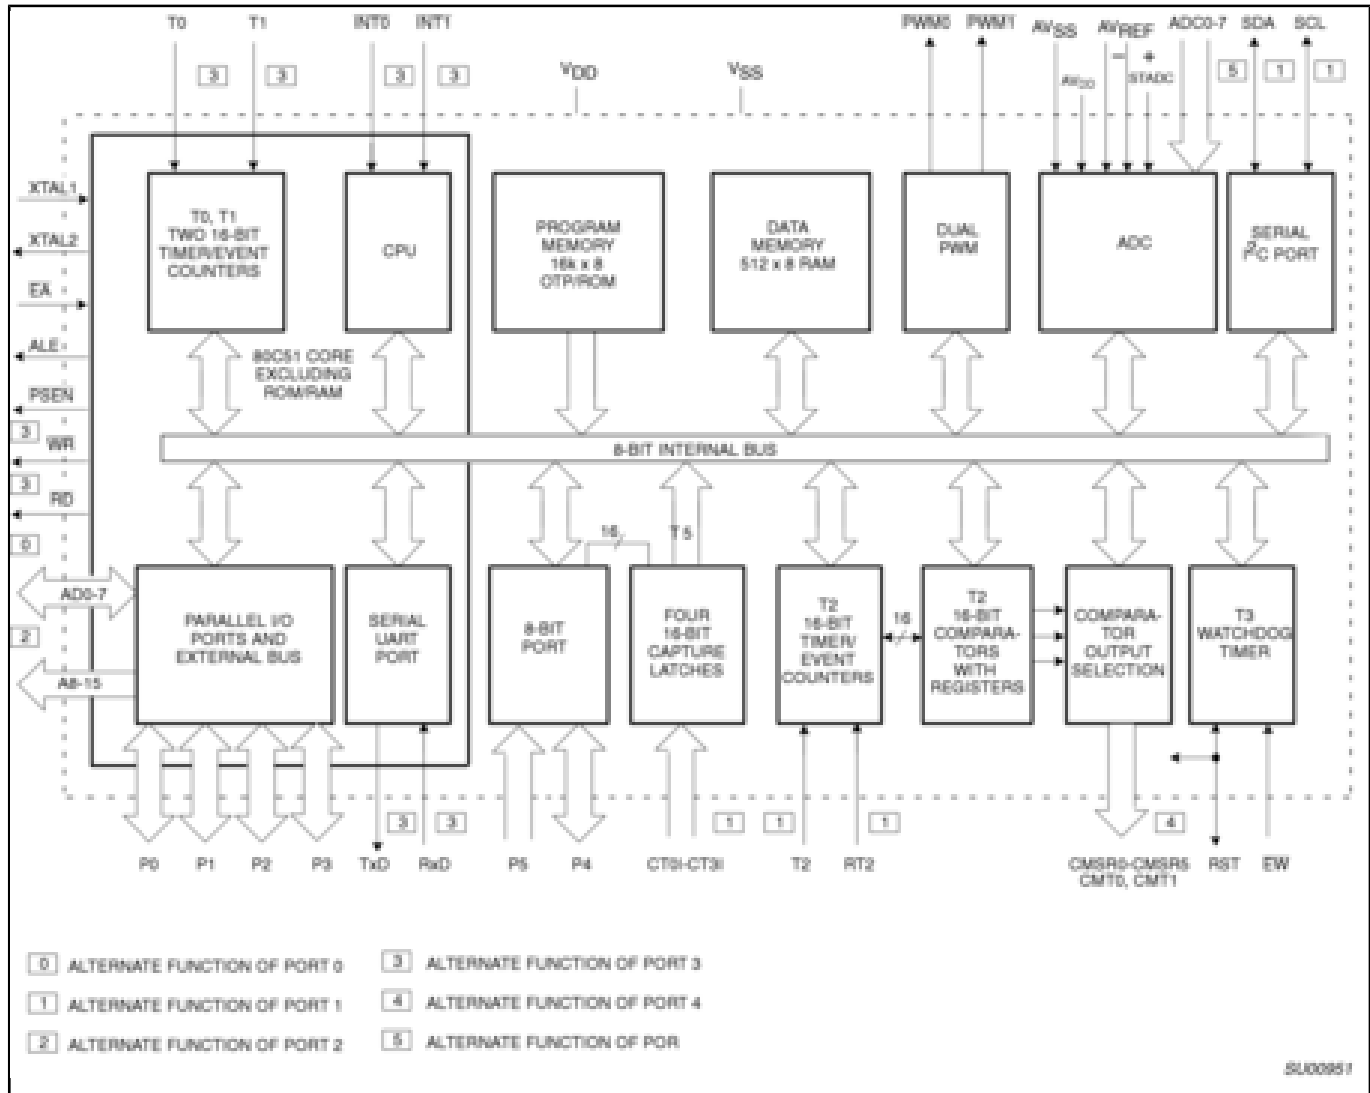 T0 T1 INT0 INT1 PWM0 PWM1 AVSS AVREF ADC0-7 SDA SCL
3 3 3 3 VDD VSS − + 5 1 1
AVDD STADC
XTAL1
XTAL2
EA
ALE
PSEN
3
WR
3
RD
0
AD0-7
2
A8-15
T0, T1
TWO 16-BIT
TIMER/EVENT
COUNTERS
CPU
PROGRAM
MEMORY
16k x 8
OTP/ROM
DATA
MEMORY
512 x 8 RAM
DUAL
PWM
ADC
SERIAL
I2C PORT
80C51 CORE
EXCLUDING
ROM/RAM
8-BIT INTERNAL BUS
16 T 5
PARALLEL I/O
PORTS AND
EXTERNAL BUS
SERIAL
UART
PORT
8-BIT
PORT
FOUR
16-BIT
CAPTURE
LATCHES
T2
16-BIT
TIMER/
EVENT
COUNTERS
16
T2
16-BIT
COMPARA-
TORS
WITH
REGISTERS
COMPARA-
TOR
OUTPUT
SELECTION
T3
WATCHDOG
TIMER
3 3 1 1 1 4
P0 P1 P2 P3 TxD RxD P5 P4 CT0I-CT3I T2 RT2 CMSR0-CMSR5 RST EW
CMT0, CMT1
0 ALTERNATE FUNCTION OF PORT 0
1 ALTERNATE FUNCTION OF PORT 1
2 ALTERNATE FUNCTION OF PORT 2
3 ALTERNATE FUNCTION OF PORT 3
4 ALTERNATE FUNCTION OF PORT 4
5 ALTERNATE FUNCTION OF POR
SU00951